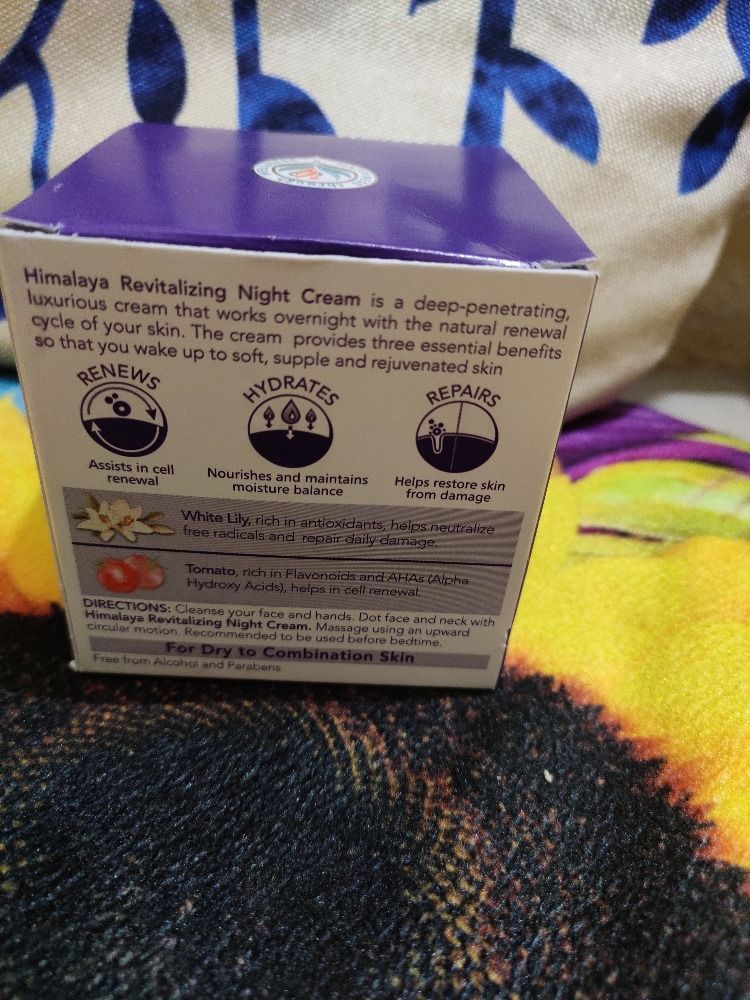 Himalaya Revitalizing Night Cream is a deep-penetrating,
luxurious cream that works overnight with the natural renewal
cycle of your skin. The cream provides three essential benefits
so that you wake up to soft, supple and rejuvenated skin
RENEWS
HYDRATES
REPAIRS
Assists in cell
renewal
Nourishes and maintains
moisture balance
Helps restore skin
from damage
White Lily, rich in antioxidants, helps neutralize
free radicals and repair daily damage.
Tomato, rich in Flavonoids and AHAs (Alpha
Hydroxy Acids), helps in cell renewal.
DIRECTIONS: Cleanse your face and hands. Dot face and neck with
Himalaya Revitalizing Night Cream. Massage using an upward
circular motion. Recommended to be used before bedtime.
For Dry to Combination Skin
Free from Alcohol and Parabens